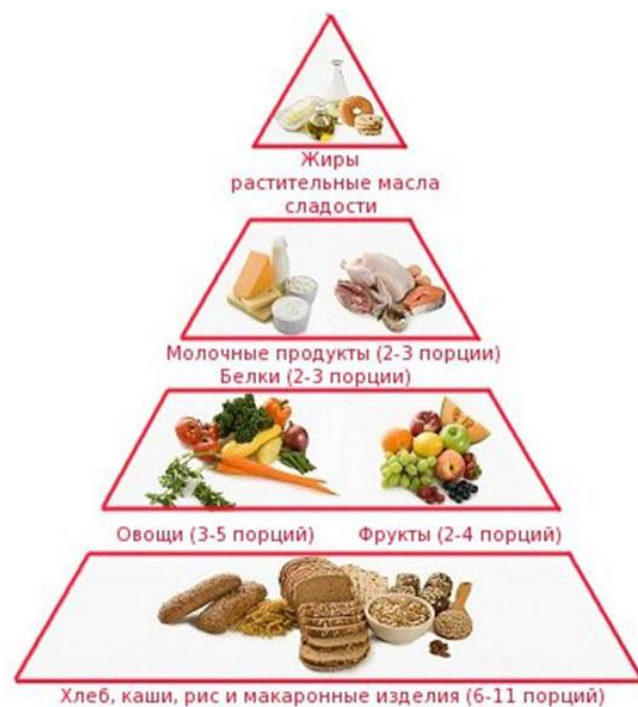 Жиры
растительные масла
сладости
Молочные продукты (2-3 порции)
Белки (2-3 порции)
Овощи (3-5 порций)
Фрукты (2-4 порций)
Хлеб, каши, рис и макаронные изделия (6-11 порций)